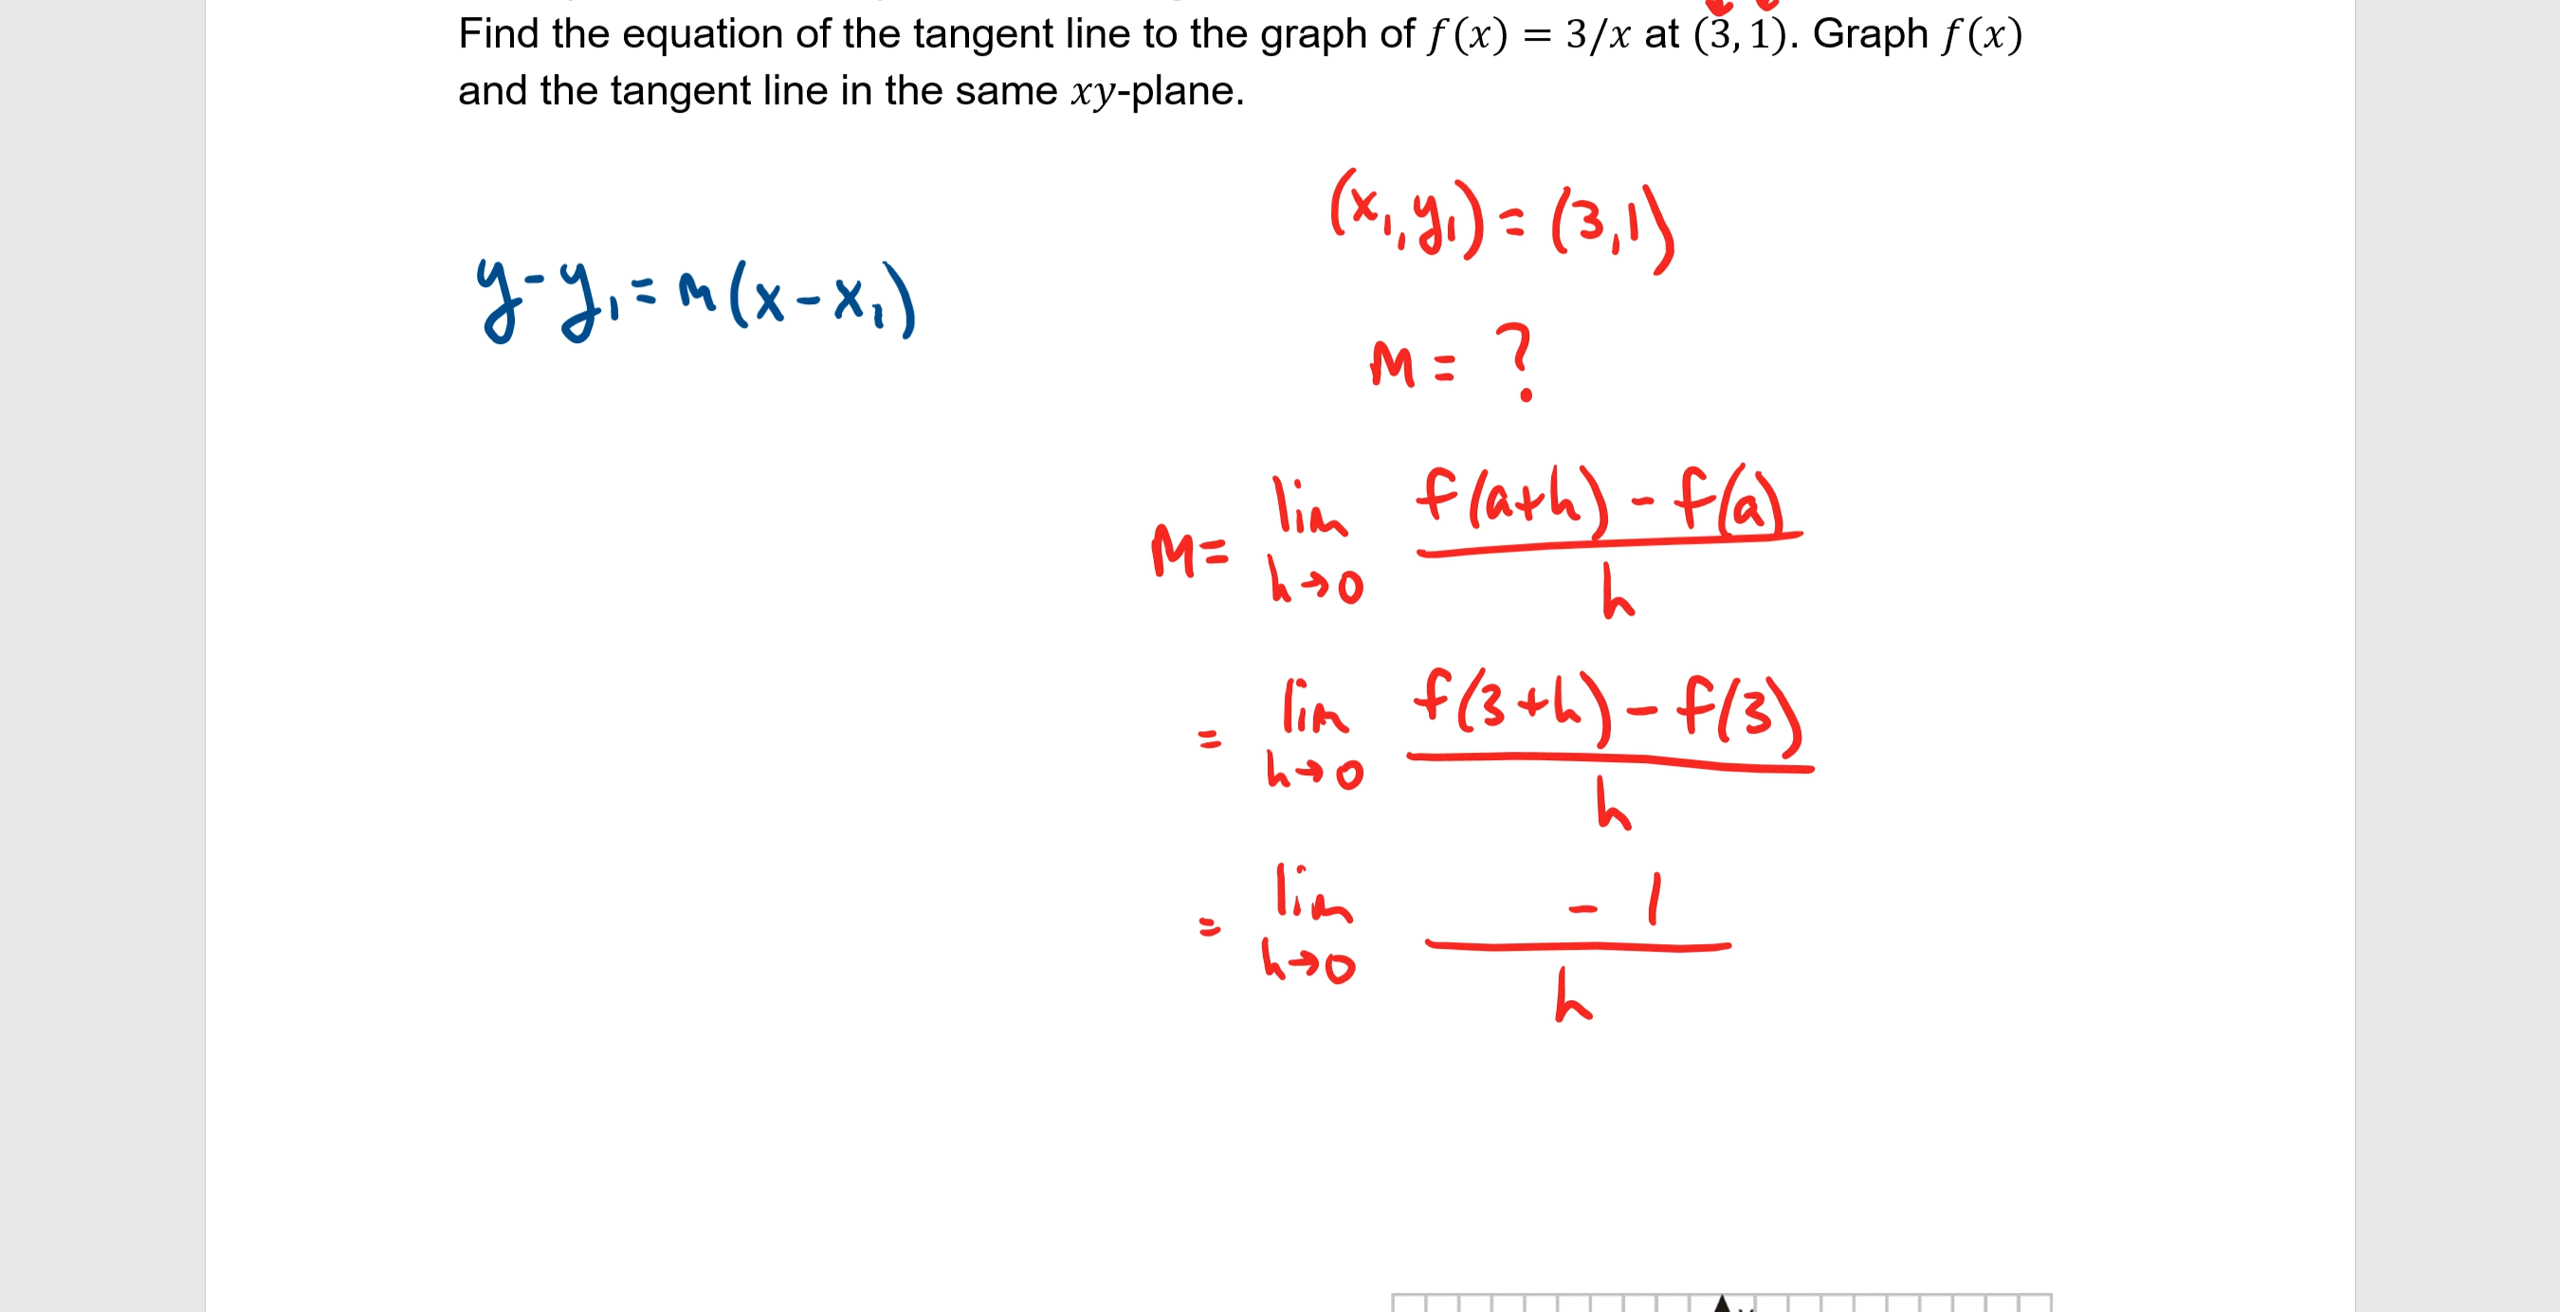 Find the equation of the tangent line to the graph of f(x) = 3/x at (3, 1). Graph f(x)
and the tangent line in the same xy-plane.
(x₁, y₁) = (3,1)
y - y₁ = m(x - x₁)
m = ?
m = lim h→0 f(a+h) - f(a) / h
= lim h→0 f(3+h) - f(3) / h
= lim h→0 - 1 / h